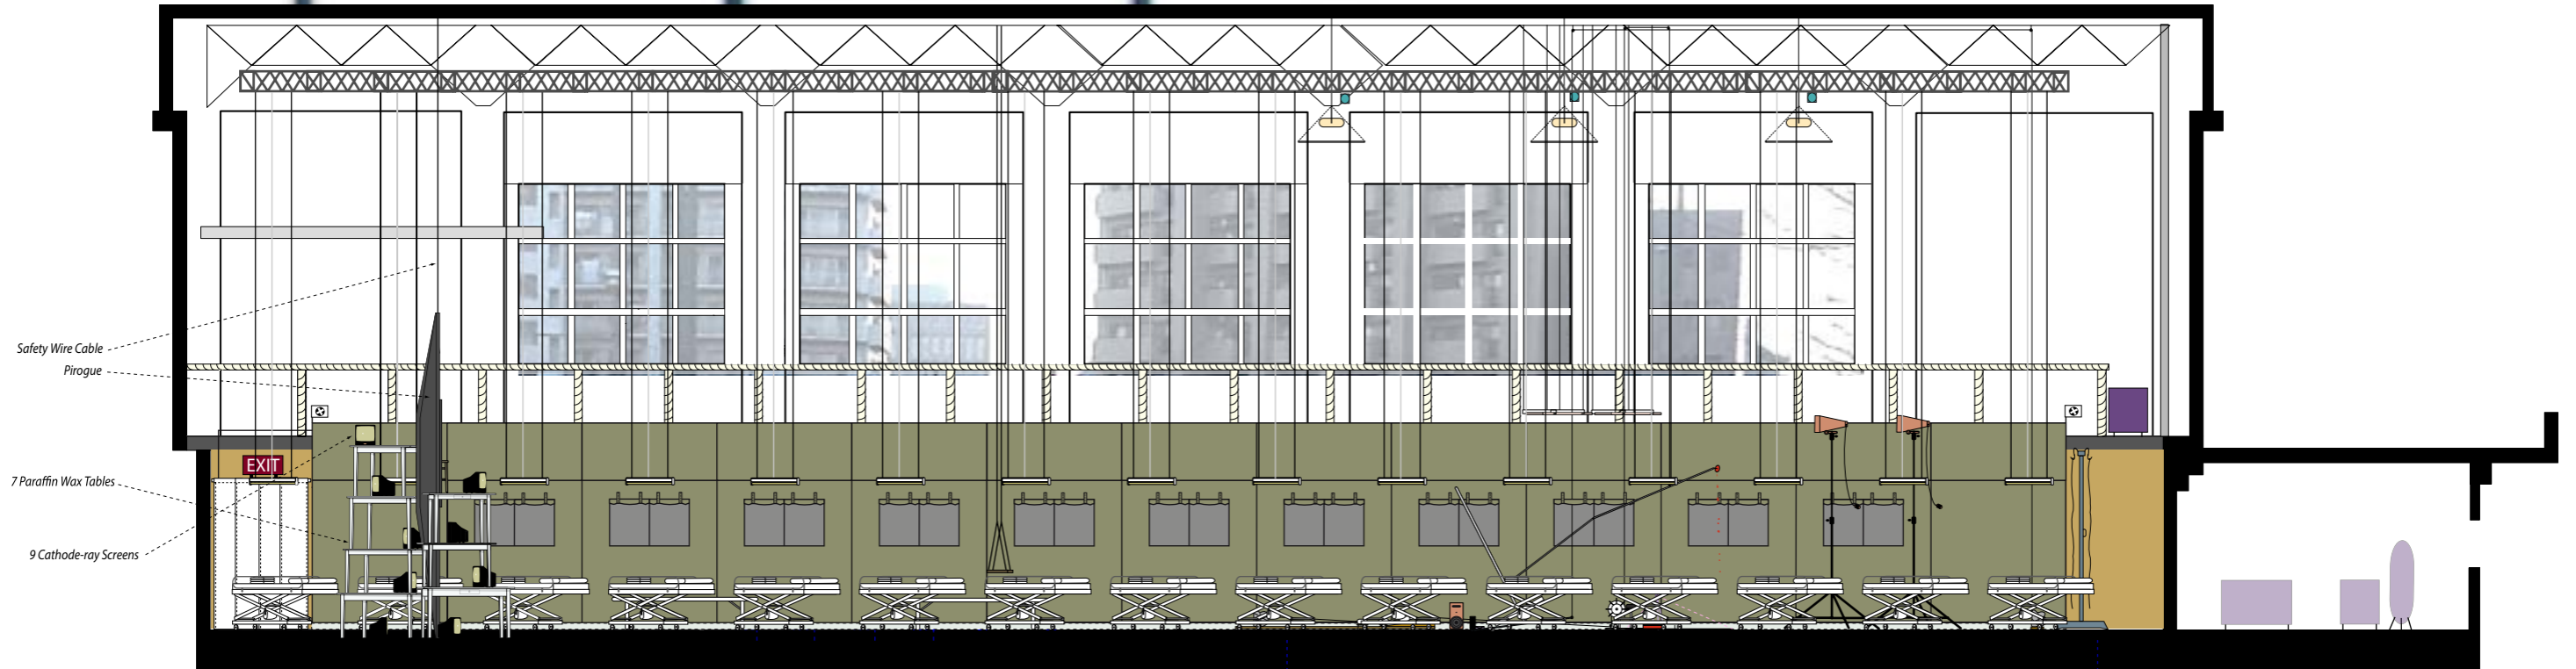 Safety Wire Cable
Pirogue
EXIT
7 Paraffin Wax Tables
9 Cathode-ray Screens